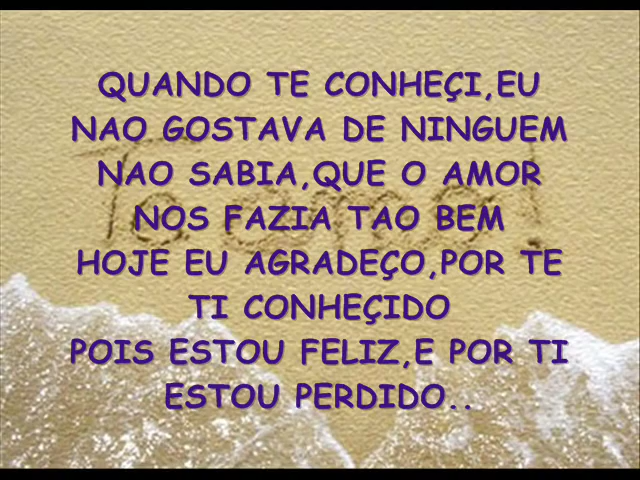 QUANDO TE CONHEÇI,EU
NAO GOSTAVA DE NINGUEM
NAO SABIA,QUE O AMOR
NOS FAZIA TAO BEM
HOJE EU AGRADEÇO,POR TE
TI CONHEÇIDO
POIS ESTOU FELIZ,E POR TI
ESTOU PERDIDO..